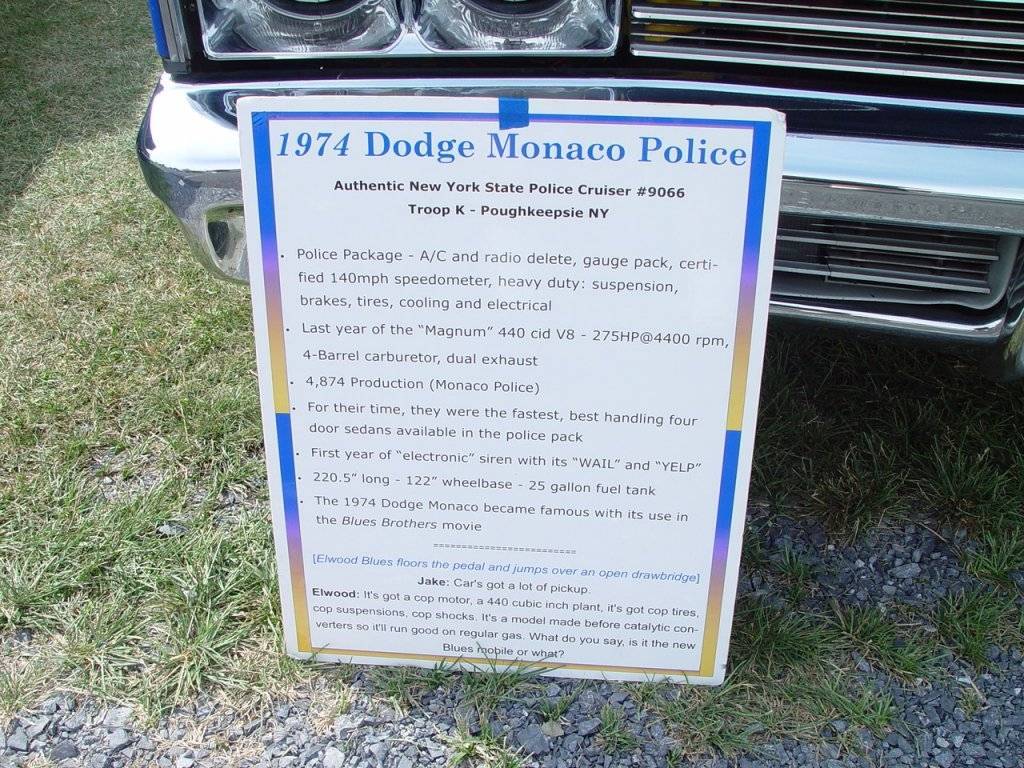 1974 Dodge Monaco Police
Authentic New York State Police Cruiser #9066
Troop K - Poughkeepsie NY
• Police Package - A/C and radio delete, gauge pack, certi-
fied 140mph speedometer, heavy duty: suspension,
brakes, tires, cooling and electrical
• Last year of the “Magnum” 440 cid V8 - 275HP@4400 rpm,
4-Barrel carburetor, dual exhaust
• 4,874 Production (Monaco Police)
• For their time, they were the fastest, best handling four
door sedans available in the police pack
• First year of “electronic” siren with its “WAIL” and “YELP”
• 220.5” long - 122” wheelbase - 25 gallon fuel tank
• The 1974 Dodge Monaco became famous with its use in
the Blues Brothers movie
=========================
[Elwood Blues floors the pedal and jumps over an open drawbridge]
Jake: Car's got a lot of pickup.
Elwood: It's got a cop motor, a 440 cubic inch plant, it's got cop tires,
cop suspensions, cop shocks. It's a model made before catalytic con-
verters so it'll run good on regular gas. What do you say, is it the new
Blues mobile or what?